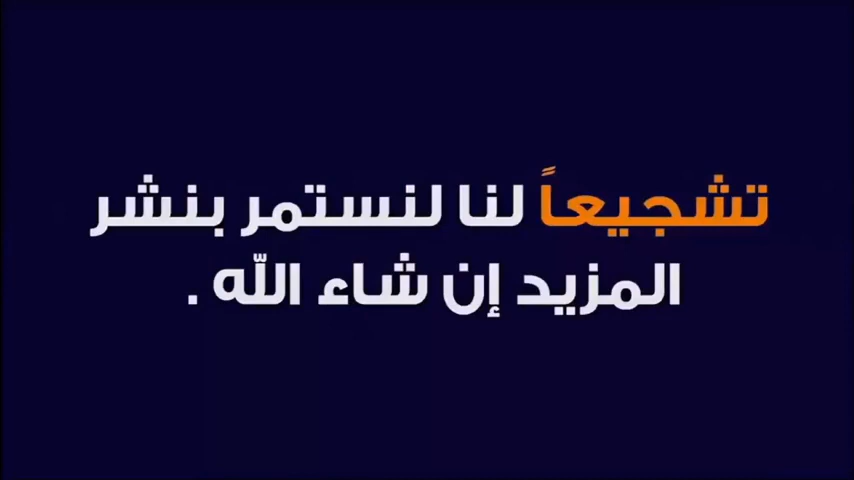 تشجيعاً لنا لنستمر بنشر
المزيد إن شاء الله .